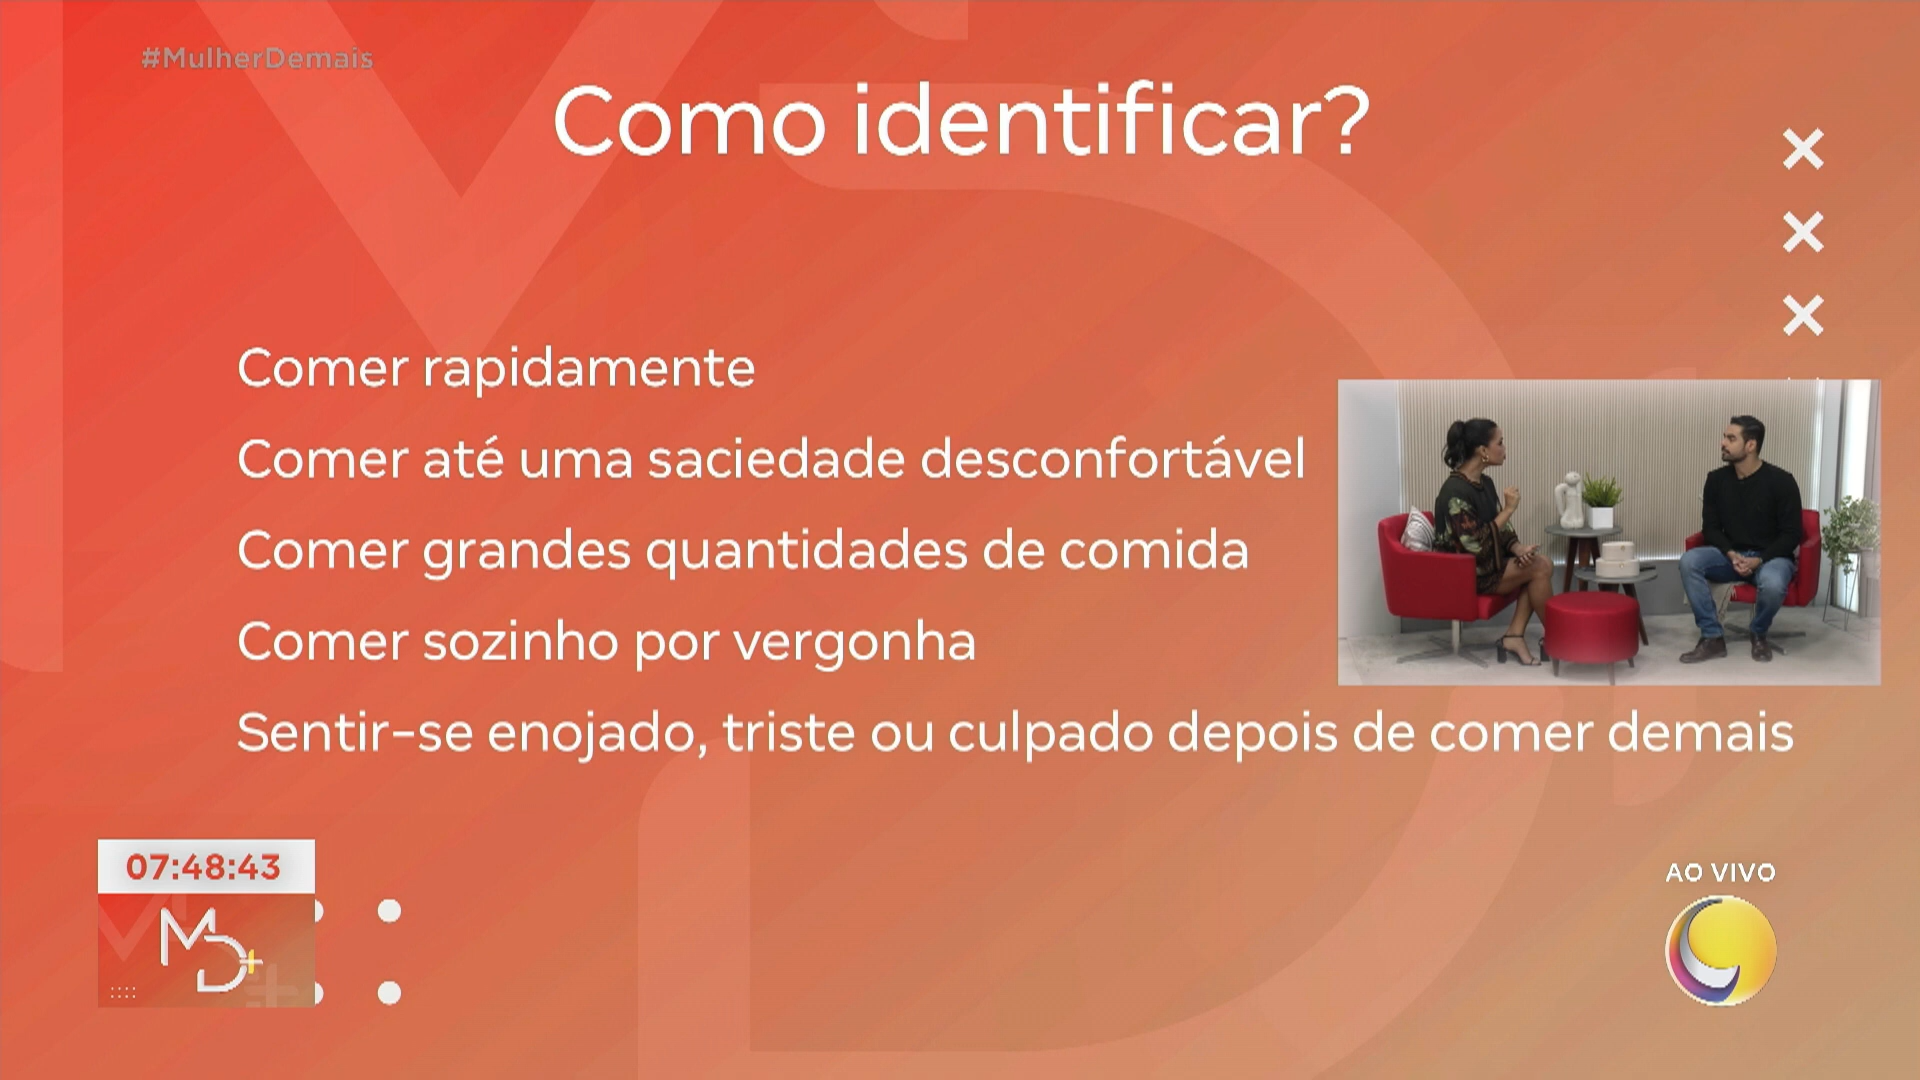 #MulherDemais
Como identificar?
Comer rapidamente
Comer até uma saciedade desconfortável
Comer grandes quantidades de comida
Comer sozinho por vergonha
Sentir-se enojado, triste ou culpado depois de comer demais
07:48:43
MD+
AO VIVO